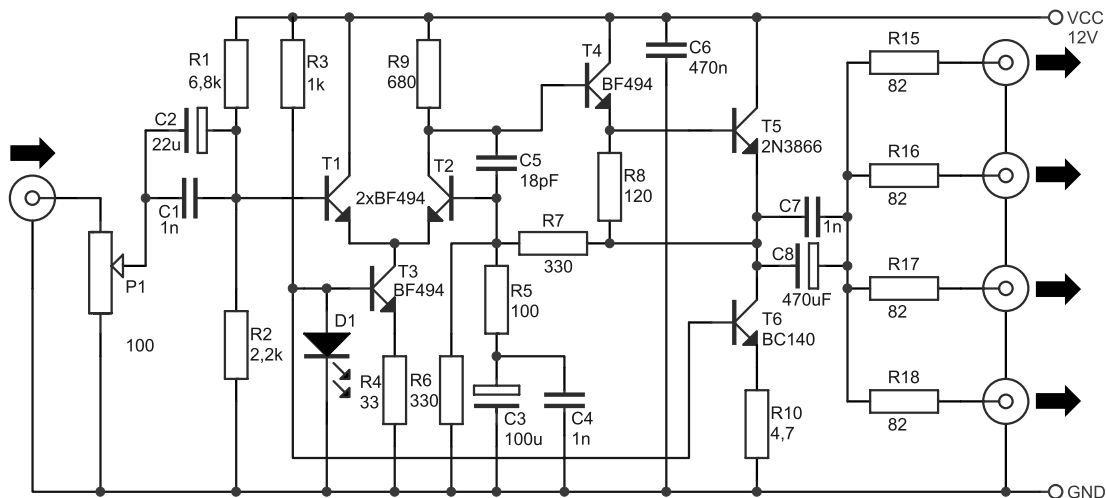 VCC
12V
R1
6,8k
R3
1k
R9
680
T4
BF494
C6
470n
R15
82
C2
22u
T1
T2
2xBF494
C5
18pF
R8
120
T5
2N3866
R16
82
C1
1n
P1
100
R7
330
C7
1n
C8
470uF
R17
82
T3
BF494
R5
100
D1
R2
2,2k
T6
BC140
R4
33
R6
330
C3
100u
C4
1n
R10
4,7
R18
82
GND